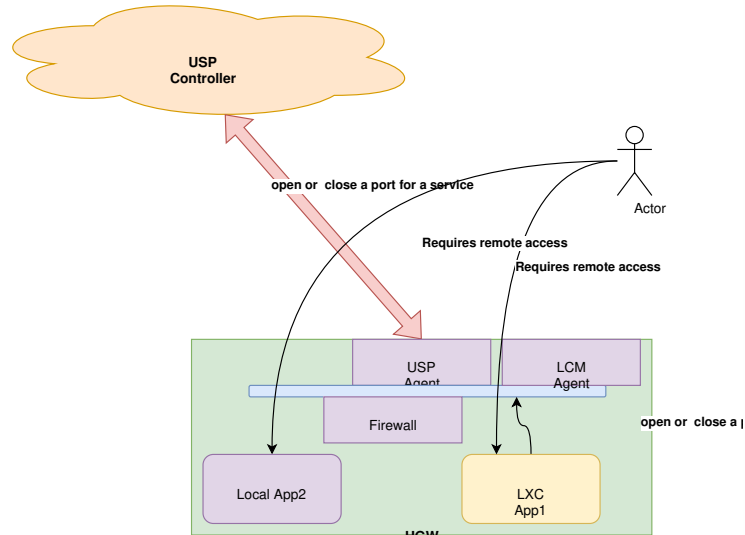 USP
Controller
open or  close a port for a service
Actor
Requires remote access
Requires remote access
USP
Agent
LCM
Agent
Firewall
open or  close a p
Local App2
LXC
App1
HGW